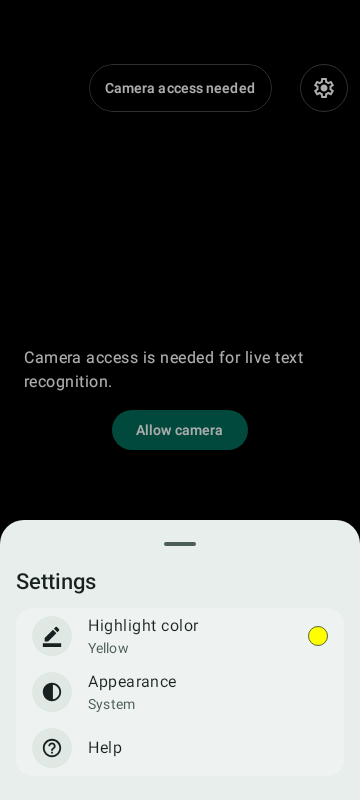 Camera access needed
Camera access is needed for live text
recognition.
Allow camera
Settings
Highlight color
Yellow
Appearance
System
Help